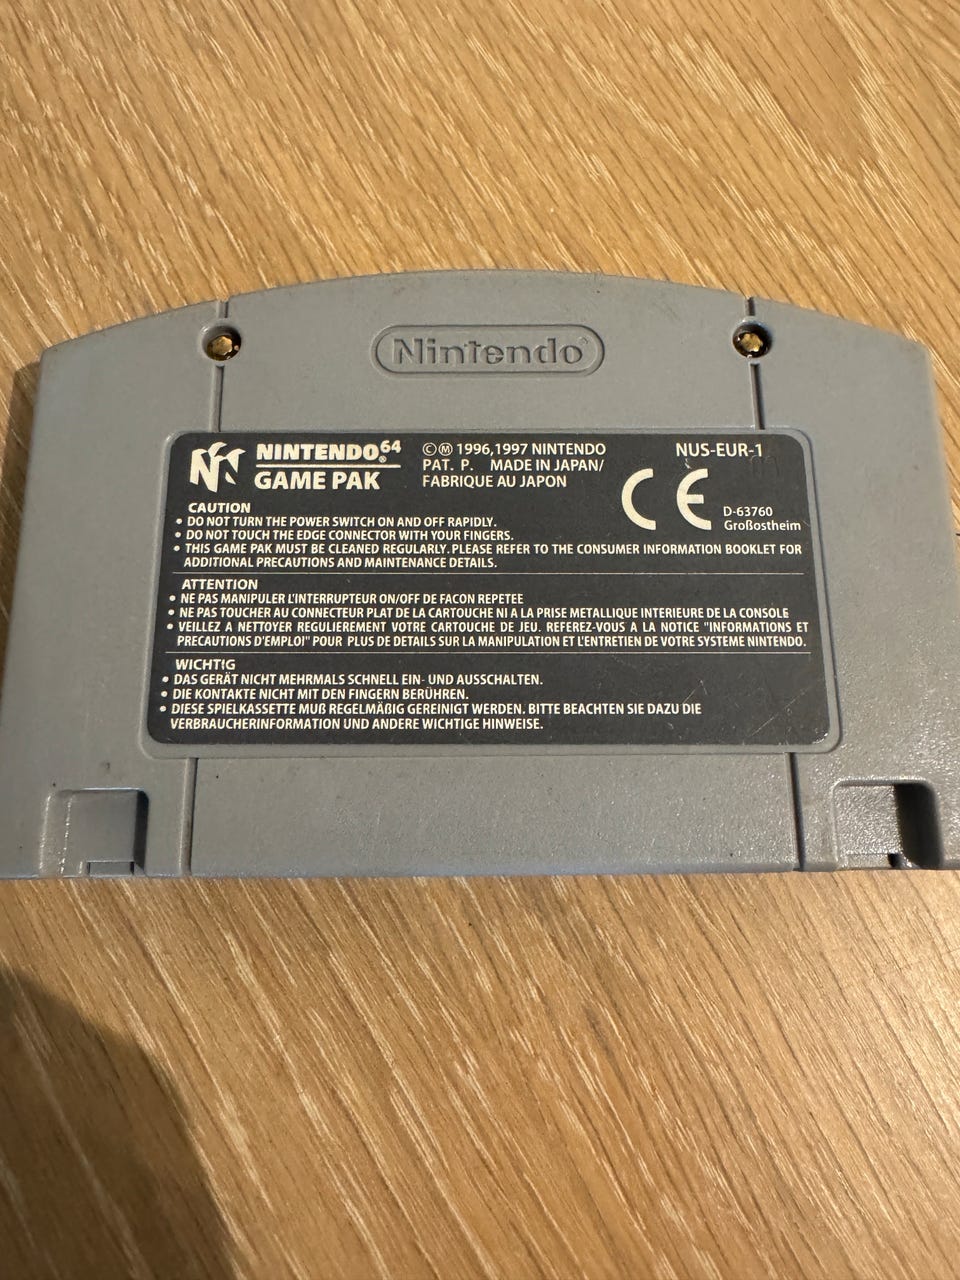 Nintendo®
NINTENDO®64
GAME PAK
©Ⓜ 1996,1997 NINTENDO
PAT. P. MADE IN JAPAN/
FABRIQUE AU JAPON
NUS-EUR-1
CE
D-63760
Großostheim
CAUTION
• DO NOT TURN THE POWER SWITCH ON AND OFF RAPIDLY.
• DO NOT TOUCH THE EDGE CONNECTOR WITH YOUR FINGERS.
• THIS GAME PAK MUST BE CLEANED REGULARLY. PLEASE REFER TO THE CONSUMER INFORMATION BOOKLET FOR
ADDITIONAL PRECAUTIONS AND MAINTENANCE DETAILS.
ATTENTION
• NE PAS MANIPULER L'INTERRUPTEUR ON/OFF DE FACON REPETEE
• NE PAS TOUCHER AU CONNECTEUR PLAT DE LA CARTOUCHE NI A LA PRISE METALLIQUE INTERIEURE DE LA CONSOLE
• VEILLEZ A NETTOYER REGULIEREMENT VOTRE CARTOUCHE DE JEU. REFEREZ-VOUS A LA NOTICE "INFORMATIONS ET
PRECAUTIONS D'EMPLOI" POUR PLUS DE DETAILS SUR LA MANIPULATION ET L'ENTRETIEN DE VOTRE SYSTEME NINTENDO.
WICHTIG
• DAS GERÄT NICHT MEHRMALS SCHNELL EIN- UND AUSSCHALTEN.
• DIE KONTAKTE NICHT MIT DEN FINGERN BERÜHREN.
• DIESE SPIELKASSETTE MUß REGELMÄßIG GEREINIGT WERDEN. BITTE BEACHTEN SIE DAZU DIE
VERBRAUCHERINFORMATION UND ANDERE WICHTIGE HINWEISE.